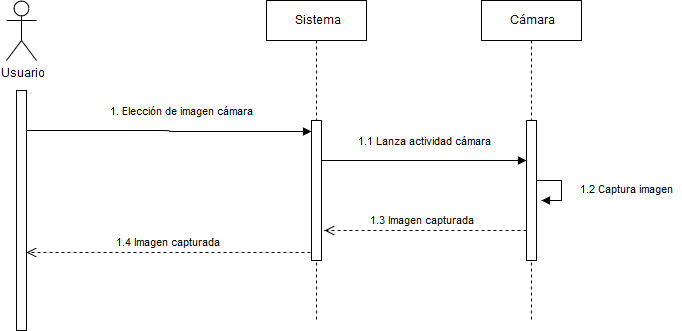 Sistema
Cámara
Usuario
1. Elección de imagen cámara
1.1 Lanza actividad cámara
1.2 Captura imagen
1.3 Imagen capturada
1.4 Imagen capturada